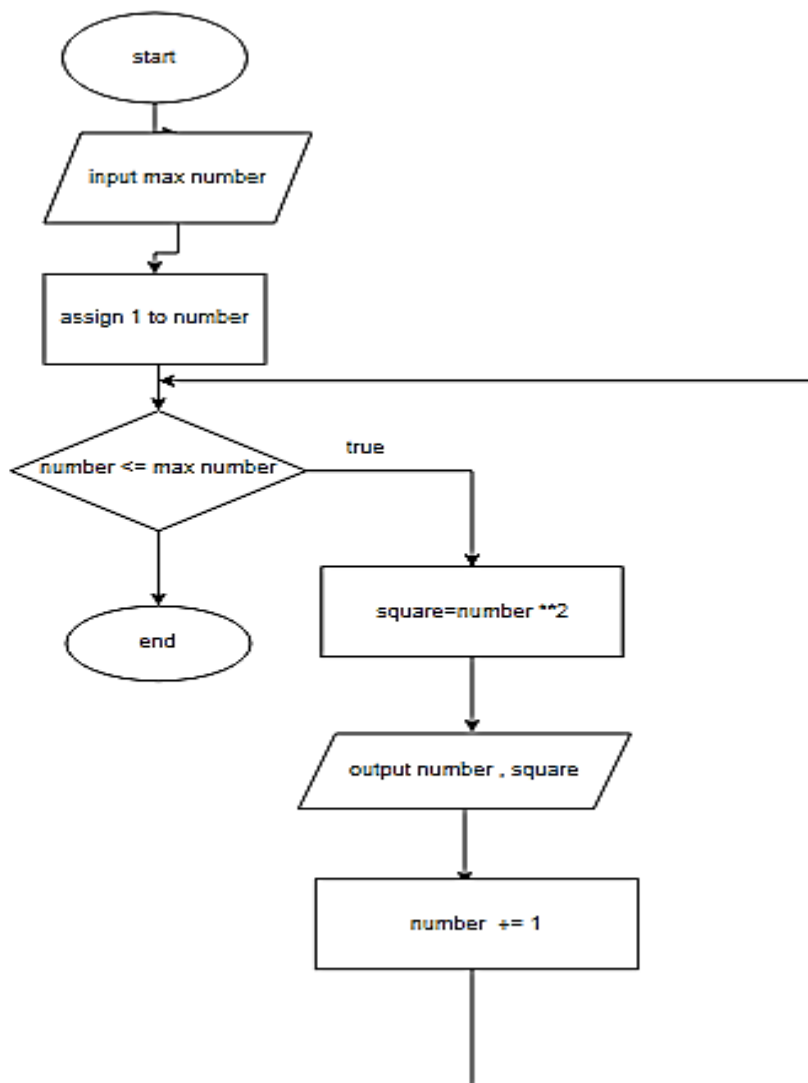 start
input max number
assign 1 to number
number <= max number
true
end
square=number **2
output number , square
number += 1